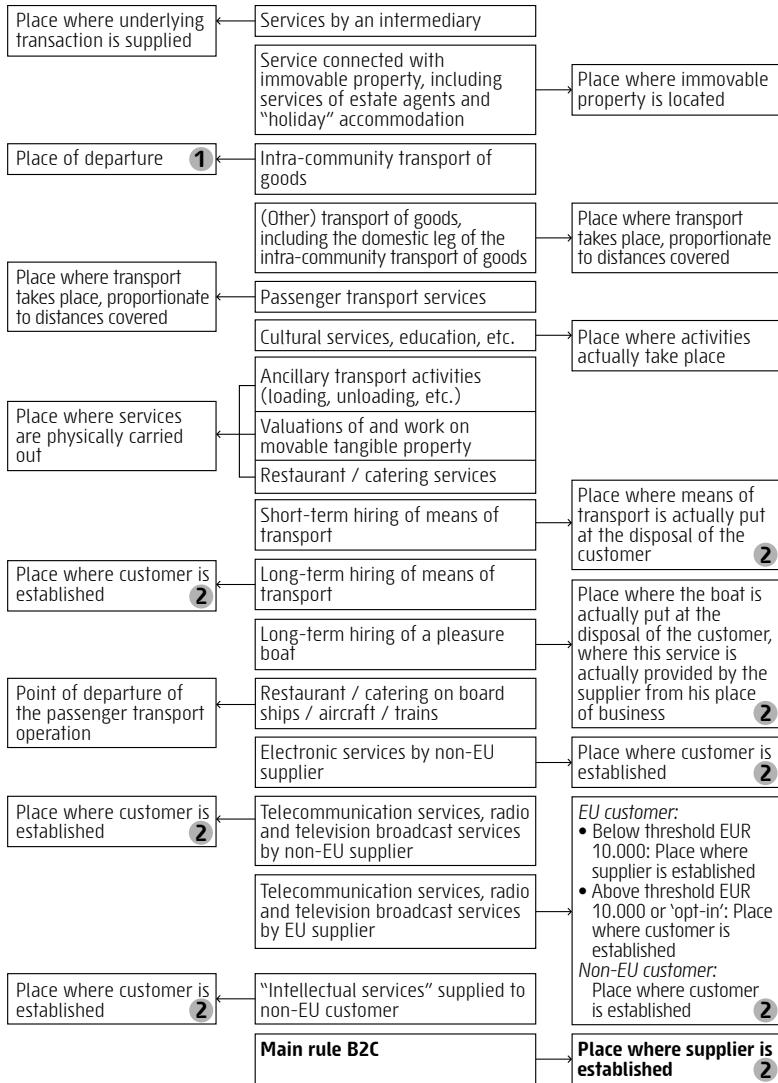 Place where underlying
transaction is supplied
Services by an intermediary
Service connected with
immovable property, including
services of estate agents and
"holiday" accommodation
Place where immovable
property is located
Place of departure 1
Intra-community transport of
goods
(Other) transport of goods,
including the domestic leg of the
intra-community transport of goods
Place where transport
takes place, proportionate
to distances covered
Place where transport
takes place, proportionate
to distances covered
Passenger transport services
Cultural services, education, etc.
Place where activities
actually take place
Place where services
are physically carried
out
Ancillary transport activities
(loading, unloading, etc.)
Valuations of and work on
movable tangible property
Restaurant / catering services
Short-term hiring of means of
transport
Place where means of
transport is actually put
at the disposal of the
customer 2
Place where customer is
established 2
Long-term hiring of means of
transport
Long-term hiring of a pleasure
boat
Place where the boat is
actually put at the
disposal of the customer,
where this service is
actually provided by the
supplier from his place
of business 2
Point of departure of
the passenger transport
operation
Restaurant / catering on board
ships / aircraft / trains
Electronic services by non-EU
supplier
Place where customer is
established 2
Place where customer is
established 2
Telecommunication services, radio
and television broadcast services
by non-EU supplier
Telecommunication services, radio
and television broadcast services
by EU supplier
EU customer:
• Below threshold EUR
10.000: Place where
supplier is established
• Above threshold EUR
10.000 or 'opt-in': Place
where customer is
established
Non-EU customer:
Place where customer
is established 2
Place where customer is
established 2
"Intellectual services" supplied to
non-EU customer
Main rule B2C
Place where supplier is
established 2